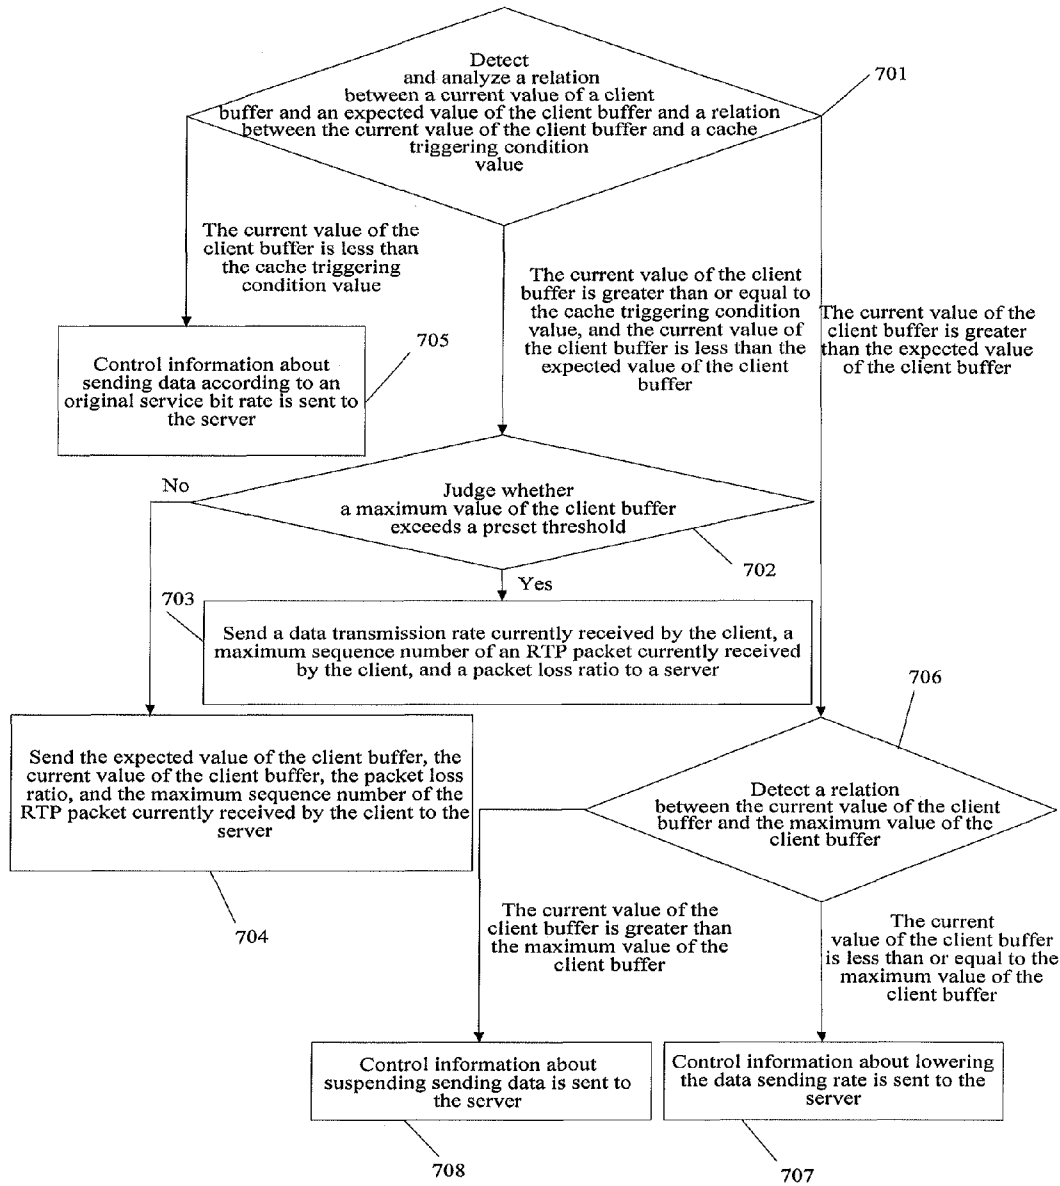 Detect
and analyze a relation
between a current value of a client
buffer and an expected value of the client buffer and a relation
between the current value of the client buffer and a cache
triggering condition
value
701
The current value of the
client buffer is less than
the cache triggering
condition value
The current value of the client
buffer is greater than or equal to
the cache triggering condition
value, and the current value of
the client buffer is less than the
expected value of the client
buffer
The current value of the
client buffer is greater
than the expected value
of the client buffer
705
Control information about
sending data according to an
original service bit rate is sent to
the server
No
Judge whether
a maximum value of the client buffer
exceeds a preset threshold
702
Yes
703
Send a data transmission rate currently received by the client, a
maximum sequence number of an RTP packet currently received
by the client, and a packet loss ratio to a server
706
Send the expected value of the client buffer, the
current value of the client buffer, the packet loss
ratio, and the maximum sequence number of the
RTP packet currently received by the client to the
server
704
Detect a relation
between the current value of the client
buffer and the maximum value of the
client buffer
The current value of the
client buffer is greater than
the maximum value of the
client buffer
The current
value of the client buffer
is less than or equal to the
maximum value of the
client buffer
Control information about
suspending sending data is sent to
the server
Control information about lowering
the data sending rate is sent to the
server
708
707